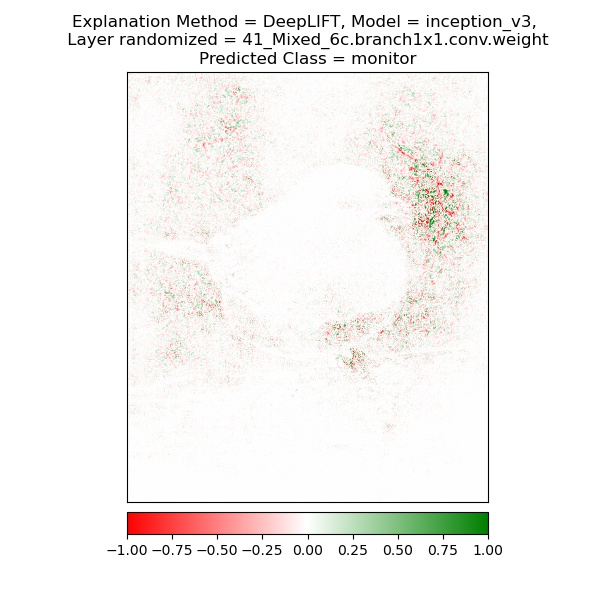 Explanation Method = DeepLIFT, Model = inception_v3,
Layer randomized = 41_Mixed_6c.branch1x1.conv.weight
Predicted Class = monitor
−1.00 −0.75 −0.50 −0.25 0.00 0.25 0.50 0.75 1.00